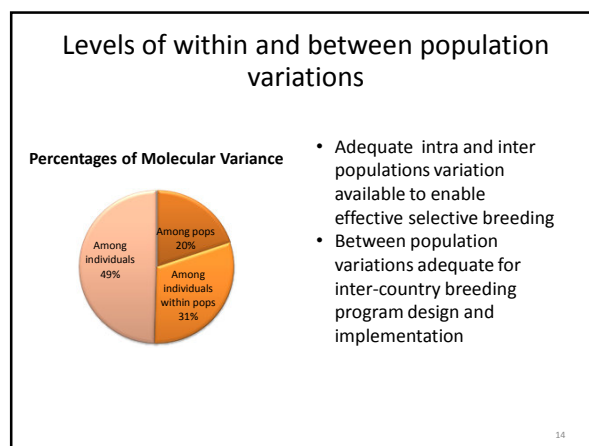 Levels of within and between population
variations
Percentages of Molecular Variance
Among pops
20%
Among
individuals
within pops
31%
Among
individuals
49%
• Adequate intra and inter
populations variation
available to enable
effective selective breeding
• Between population
variations adequate for
inter-country breeding
program design and
implementation
14